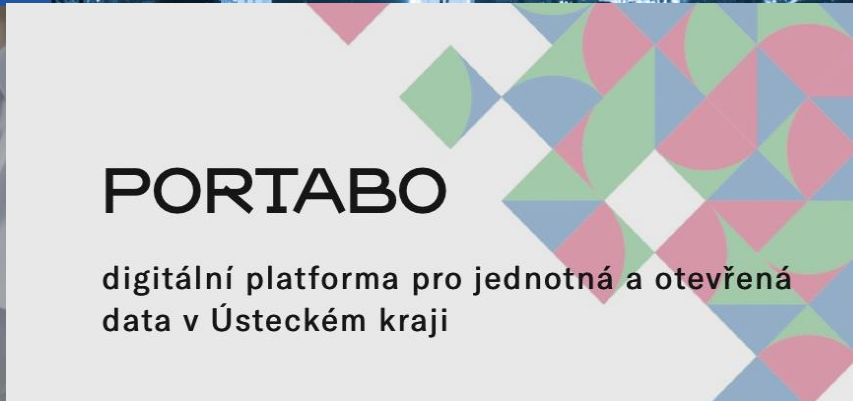 PORTABO
digitální platforma pro jednotná a otevřená
data v Ústeckém kraji